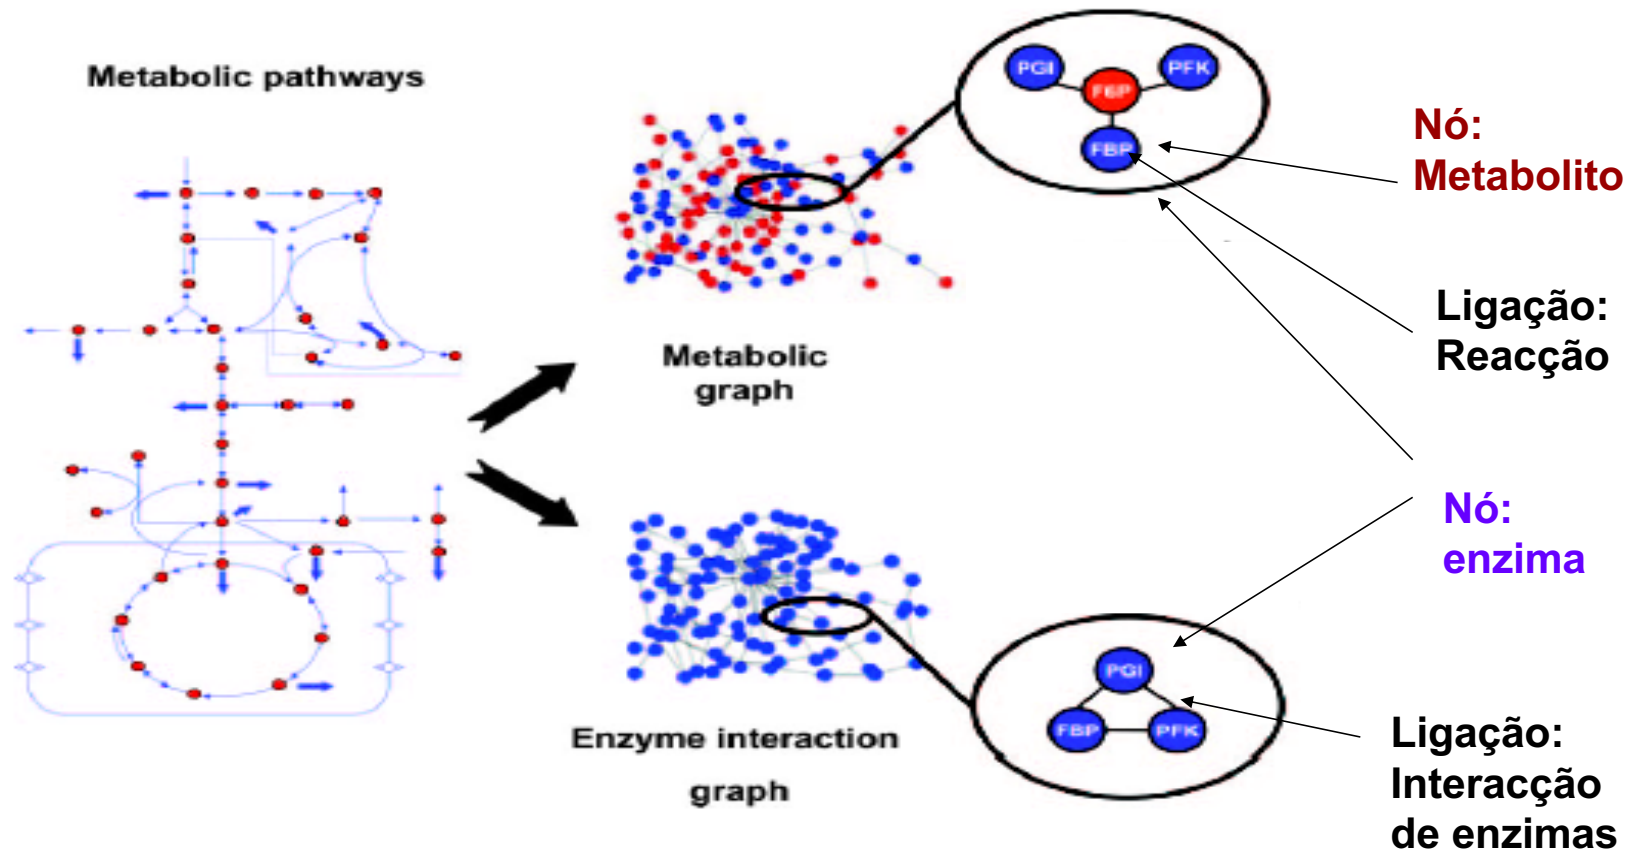 Metabolic pathways
PGI
F6P
PFK
FBP
Nó:
Metabolito
Ligação:
Reacção
Metabolic
graph
Nó:
enzima
PGI
FBP
PFK
Enzyme interaction
graph
Ligação:
Interacção
de enzimas